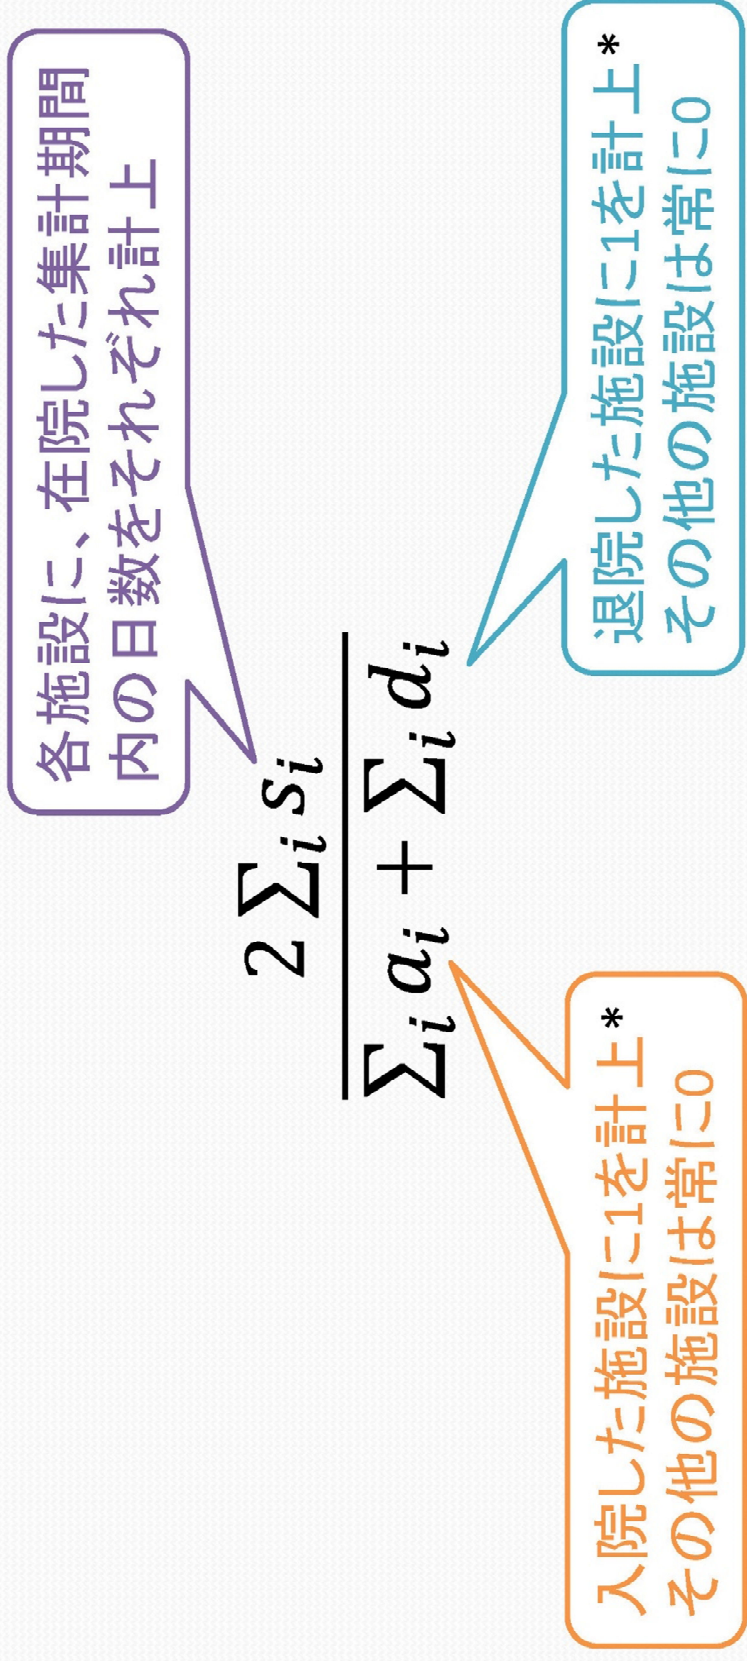 各施設に、在院した集計期間
内の日数をそれぞれ計上
2 ∑ᵢ sᵢ
∑ᵢ aᵢ + ∑ᵢ dᵢ
入院した施設に1を計上*
その他の施設は常に0
退院した施設に1を計上*
その他の施設は常に0